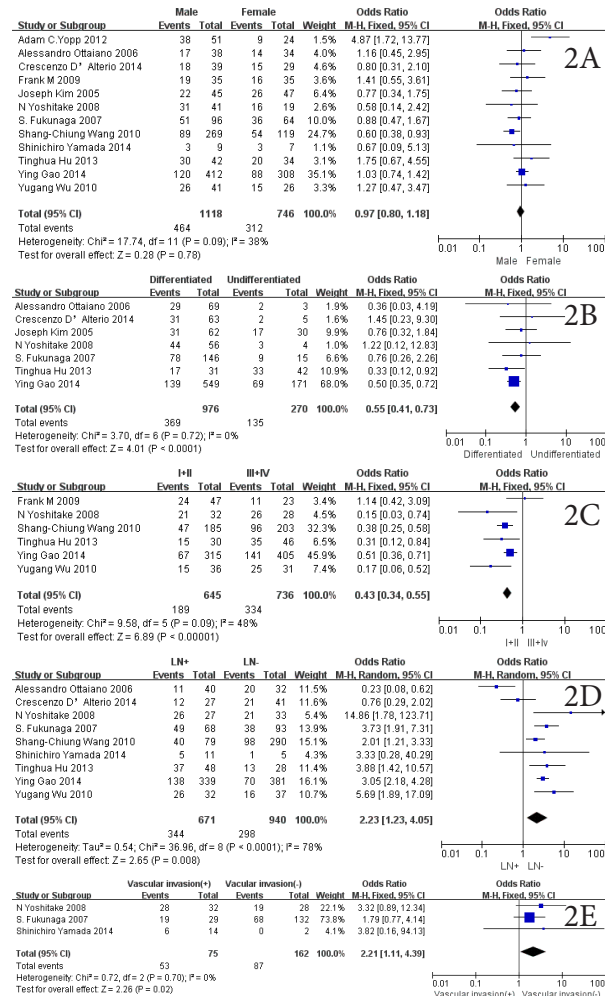 Male Female Odds Ratio Odds Ratio
Study or Subgroup Events Total Events Total Weight M-H, Fixed, 95% CI M-H, Fixed, 95% CI
Adam C.Yopp 2012 38 51 9 24 1.5% 4.87 [1.72, 13.77]
2A
Alessandro Ottaiano 2006 17 38 14 34 3.4% 1.16 [0.45, 2.95]
Crescenzo D' Alterio 2014 18 39 15 29 4.0% 0.80 [0.31, 2.10]
Frank M 2009 19 35 16 35 3.1% 1.41 [0.55, 3.61]
Joseph Kim 2005 22 45 26 47 5.6% 0.77 [0.34, 1.75]
N Yoshitake 2008 31 41 16 19 2.3% 0.58 [0.14, 2.42]
S. Fukunaga 2007 51 96 36 64 8.7% 0.88 [0.47, 1.67]
Shang-Chiung Wang 2010 89 269 54 119 24.7% 0.60 [0.38, 0.93]
Shinichiro Yamada 2014 3 9 3 7 1.0% 0.67 [0.09, 5.13]
Tinghua Hu 2013 30 42 20 34 2.7% 1.75 [0.67, 4.55]
Ying Gao 2014 120 412 88 308 35.1% 1.03 [0.74, 1.42]
Yugang Wu 2010 26 41 15 26 2.9% 1.27 [0.47, 3.47]
Total (95% CI) 1118 746 100.0% 0.97 [0.80, 1.18]
Total events 464 312
Heterogeneity: Chi² = 17.74, df = 11 (P = 0.09); I² = 38%
Test for overall effect: Z = 0.28 (P = 0.78)
0.01 0.1 1 10 100
Male Female
Differentiated Undifferentiated Odds Ratio Odds Ratio
Study or Subgroup Events Total Events Total Weight M-H, Fixed, 95% CI M-H, Fixed, 95% CI
Alessandro Ottaiano 2006 29 69 2 3 1.9% 0.36 [0.03, 4.19]
2B
Crescenzo D' Alterio 2014 31 63 2 5 1.4% 1.45 [0.23, 9.30]
Joseph Kim 2005 31 62 17 30 9.1% 0.76 [0.32, 1.84]
N Yoshitake 2008 44 56 3 4 0.9% 1.22 [0.12, 12.83]
S. Fukunaga 2007 78 146 9 15 5.9% 0.76 [0.26, 2.26]
Tinghua Hu 2013 17 31 33 42 10.9% 0.33 [0.12, 0.92]
Ying Gao 2014 139 549 69 171 68.0% 0.50 [0.35, 0.72]
Total (95% CI) 976 270 100.0% 0.55 [0.41, 0.73]
Total events 369 135
Heterogeneity: Chi² = 3.70, df = 6 (P = 0.72); I² = 0%
Test for overall effect: Z = 4.01 (P < 0.0001)
0.01 0.1 1 10 100
Differentiated Undifferentiated
I+II III+IV Odds Ratio Odds Ratio
Study or Subgroup Events Total Events Total Weight M-H, Fixed, 95% CI M-H, Fixed, 95% CI
Frank M 2009 24 47 11 23 3.4% 1.14 [0.42, 3.09]
N Yoshitake 2008 21 32 26 28 5.7% 0.15 [0.03, 0.74]
2C
Shang-Chiung Wang 2010 47 185 96 203 32.3% 0.38 [0.25, 0.58]
Tinghua Hu 2013 15 30 35 46 5.2% 0.31 [0.12, 0.84]
Ying Gao 2014 67 315 141 405 45.9% 0.51 [0.36, 0.71]
Yugang Wu 2010 15 36 25 31 7.4% 0.17 [0.06, 0.52]
Total (95% CI) 645 736 100.0% 0.43 [0.34, 0.55]
Total events 189 334
Heterogeneity: Chi² = 9.58, df = 5 (P = 0.09); I² = 48%
Test for overall effect: Z = 6.89 (P < 0.00001)
0.01 0.1 1 10 100
I+II III+IV
LN+ LN- Odds Ratio Odds Ratio
Study or Subgroup Events Total Events Total Weight M-H, Random, 95% CI M-H, Random, 95% CI
Alessandro Ottaiano 2006 11 40 20 32 11.5% 0.23 [0.08, 0.62]
2D
Crescenzo D' Alterio 2014 12 27 21 41 11.7% 0.76 [0.29, 2.02]
N Yoshitake 2008 26 27 21 33 5.4% 14.86 [1.78, 123.71]
S. Fukunaga 2007 49 68 38 93 14.1% 3.73 [1.91, 7.31]
Shang-Chiung Wang 2010 40 79 98 290 15.4% 2.01 [1.21, 3.33]
Shinichiro Yamada 2014 5 11 1 5 4.5% 3.33 [0.28, 40.29]
Tinghua Hu 2013 37 48 13 28 11.4% 3.88 [1.42, 10.57]
Ying Gao 2014 138 339 70 381 16.1% 3.05 [2.18, 4.28]
Yugang Wu 2010 26 32 16 37 10.0% 5.69 [1.89, 17.09]
Total (95% CI) 671 940 100.0% 2.23 [1.23, 4.05]
Total events 344 298
Heterogeneity: Tau² = 0.54; Chi² = 36.96, df = 8 (P < 0.0001); I² = 78%
Test for overall effect: Z = 2.65 (P = 0.008)
0.01 0.1 1 10 100
LN+ LN-
Vascular invasion(+) Vascular invasion(-) Odds Ratio Odds Ratio
Study or Subgroup Events Total Events Total Weight M-H, Fixed, 95% CI M-H, Fixed, 95% CI
N Yoshitake 2008 28 32 19 28 22.1% 3.32 [0.89, 12.34]
2E
S. Fukunaga 2007 19 29 68 132 73.8% 1.79 [0.77, 4.14]
Shinichiro Yamada 2014 6 14 0 2 4.1% 3.82 [0.16, 94.13]
Total (95% CI) 75 162 100.0% 2.21 [1.11, 4.39]
Total events 53 87
Heterogeneity: Chi² = 0.72, df = 2 (P = 0.70); I² = 0%
Test for overall effect: Z = 2.26 (P = 0.02)
0.01 0.1 1 10 100
Vascular invasion(+) Vascular invasion(-)